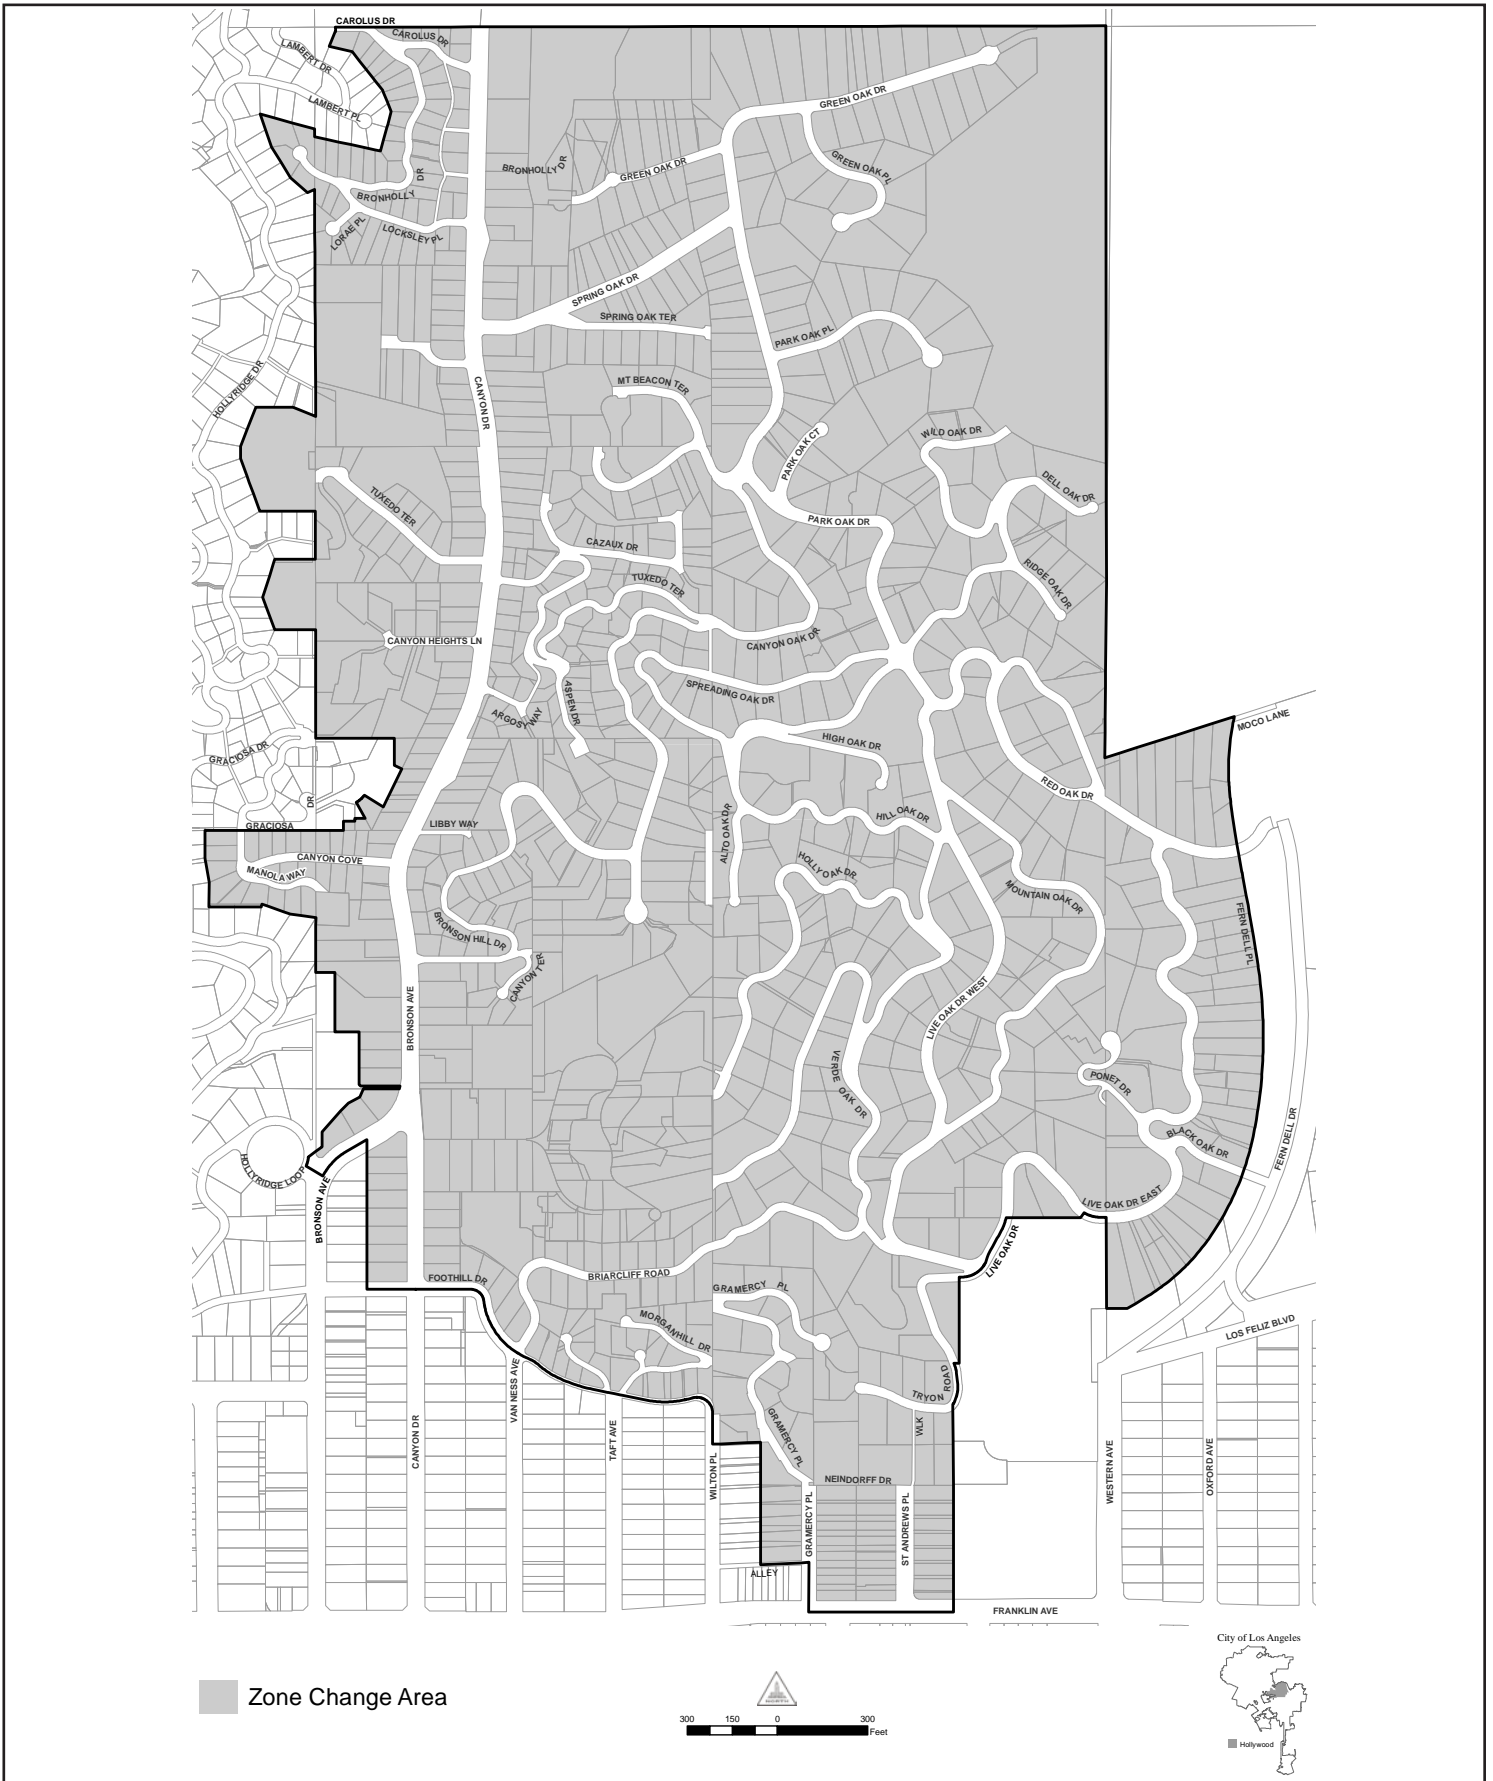 CAROLUS DR
CAROLUS DR
LAMBERT DR
LAMBERT PL
GREEN OAK DR
BRONHOLLY DR
GREEN OAK DR
GREEN OAK PL
BRONHOLLY DR
LORAE PL
LOCKSLEY PL
SPRING OAK DR
SPRING OAK TER
PARK OAK PL
HOLLYRIDGE DR
CANYON DR
MT BEACON TER
PARK OAK CT
WILD OAK DR
DELL OAK DR
TUXEDO TER
PARK OAK DR
CAZAUX DR
TUXEDO TER
RIDGE OAK DR
CANYON HEIGHTS LN
CANYON OAK DR
SPREADING OAK DR
ARGOSY WAY
ASPEN DR
MOCO LANE
GRACIOSA DR
HIGH OAK DR
RED OAK DR
GRACIOSA DR
LIBBY WAY
ALTO OAK DR
HILL OAK DR
CANYON COVE
MANOLA WAY
HOLLY OAK DR
MOUNTAIN OAK DR
BRONSON HILL DR
FERN DELL PL
CANYON TER
BRONSON AVE
LIVE OAK DR WEST
VERDE OAK DR
PONET DR
BLACK OAK DR
FERN DELL DR
HOLLYRIDGE LOOP
BRONSON AVE
LIVE OAK DR EAST
LIVE OAK DR
FOOTHILL DR
BRIARCLIFF ROAD
GRAMERCY PL
MORGANHILL DR
LOS FELIZ BLVD
VAN NESS AVE
TRYON ROAD
WLK
CANYON DR
TAFT AVE
WILTON PL
GRAMERCY PL
WESTERN AVE
OXFORD AVE
NEINDORFF DR
GRAMERCY PL
ST ANDREWS PL
ALLEY
FRANKLIN AVE
City of Los Angeles
Hollywood
Zone Change Area
NORTH
300 150 0 300
Feet